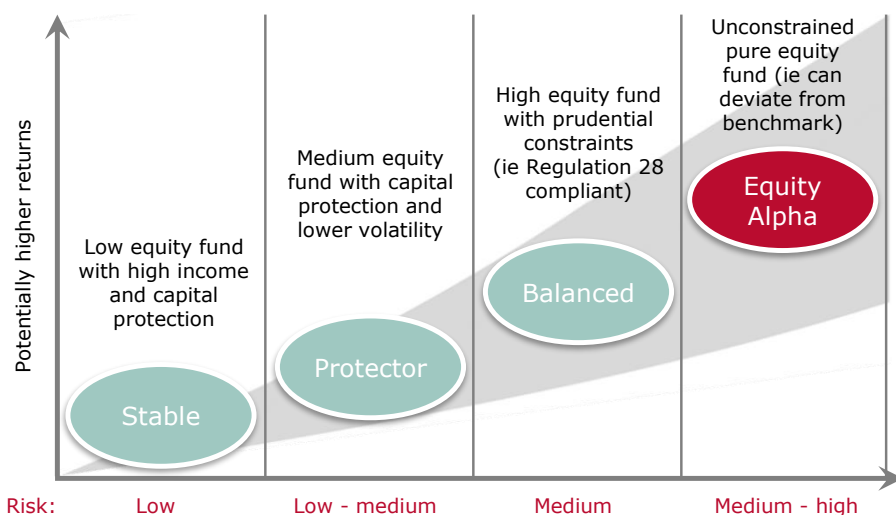 Potentially higher returns
Low equity fund
with high income
and capital
protection
Stable
Medium equity
fund with capital
protection and
lower volatility
Protector
High equity fund
with prudential
constraints
(ie Regulation 28
compliant)
Balanced
Unconstrained
pure equity
fund (ie can
deviate from
benchmark)
Equity
Alpha
Risk: Low Low - medium Medium Medium - high